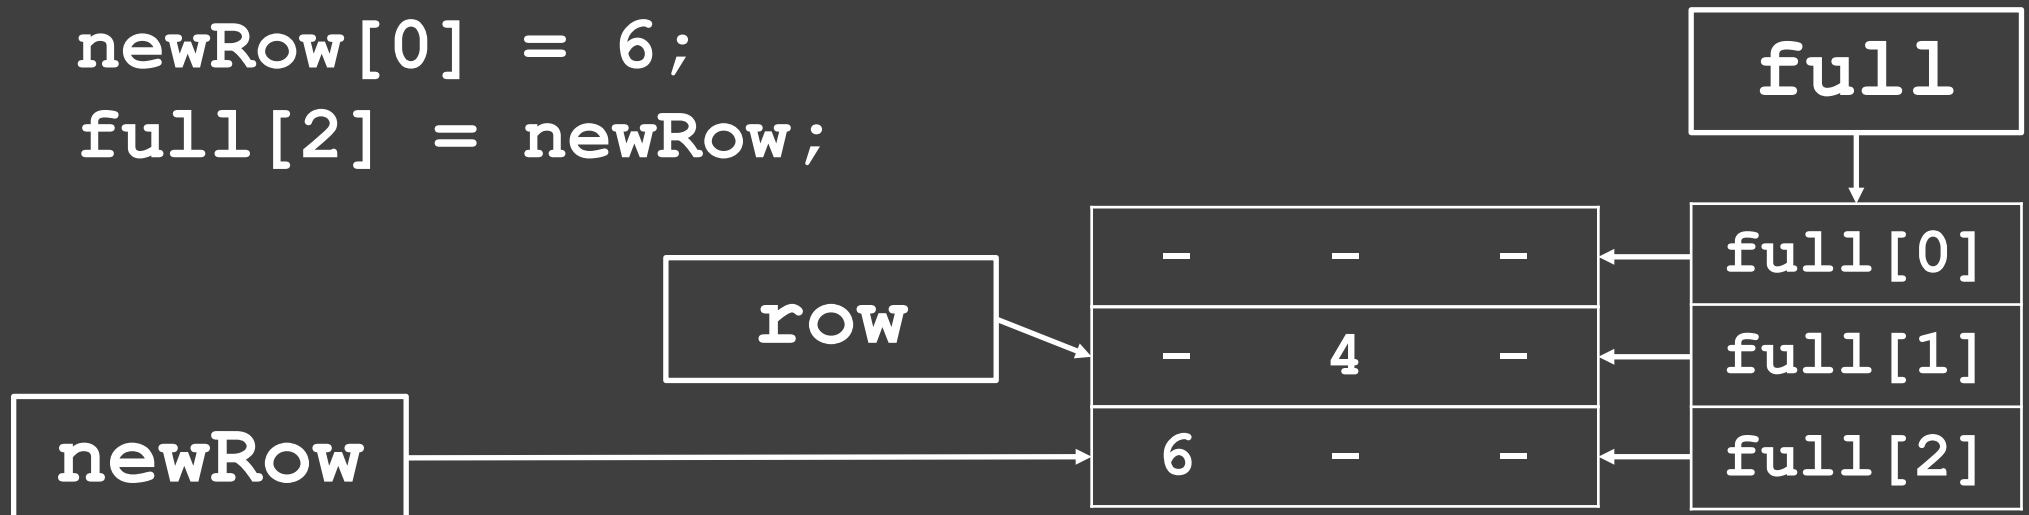 newRow[0] = 6;
full[2] = newRow;
full
- - -
full[0]
row
- 4 -
full[1]
newRow
6 - -
full[2]